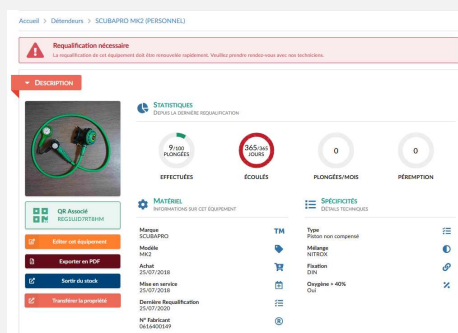 Accueil > Détendeurs > SCUBAPRO MK2 (PERSONNEL)
Requalification nécessaire
La requalification de cet équipement doit être renouvelée rapidement. Veuillez prendre rendez-vous avec nos techniciens.
DESCRIPTION
STATISTIQUES
DEPUIS LA DERNIÈRE REQUALIFICATION
9/100
PLONGÉES
EFFECTUÉES
365/365
JOURS
ÉCOULÉS
0
PLONGÉES/MOIS
0
PÉREMPTION
QR Associé
REG1UJD7RT8HM
Editer cet équipement
Exporter en PDF
Sortir du stock
Transférer la propriété
MATÉRIEL
INFORMATIONS SUR CET ÉQUIPEMENT
Marque
SCUBAPRO
TM
Modèle
MK2
Achat
25/07/2018
Mise en service
25/07/2018
Dernière Requalification
25/07/2020
N° Fabricant
0616400149
®
SPÉCIFICITÉS
DÉTAILS TECHNIQUES
Type
Piston non compensé
Mélange
NITROX
Fixation
DIN
Oxygène + 40%
Oui